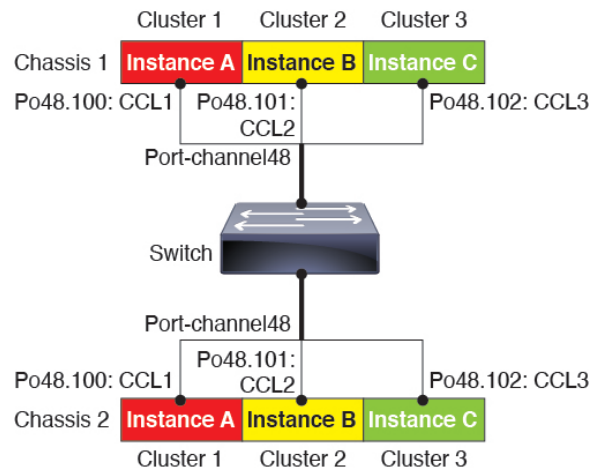 Cluster 1 Cluster 2 Cluster 3
Chassis 1 Instance A Instance B Instance C
Po48.100: CCL1 Po48.101: CCL2 Po48.102: CCL3
Port-channel48
Switch
Port-channel48
Po48.100: CCL1 Po48.101: CCL2 Po48.102: CCL3
Chassis 2 Instance A Instance B Instance C
Cluster 1 Cluster 2 Cluster 3